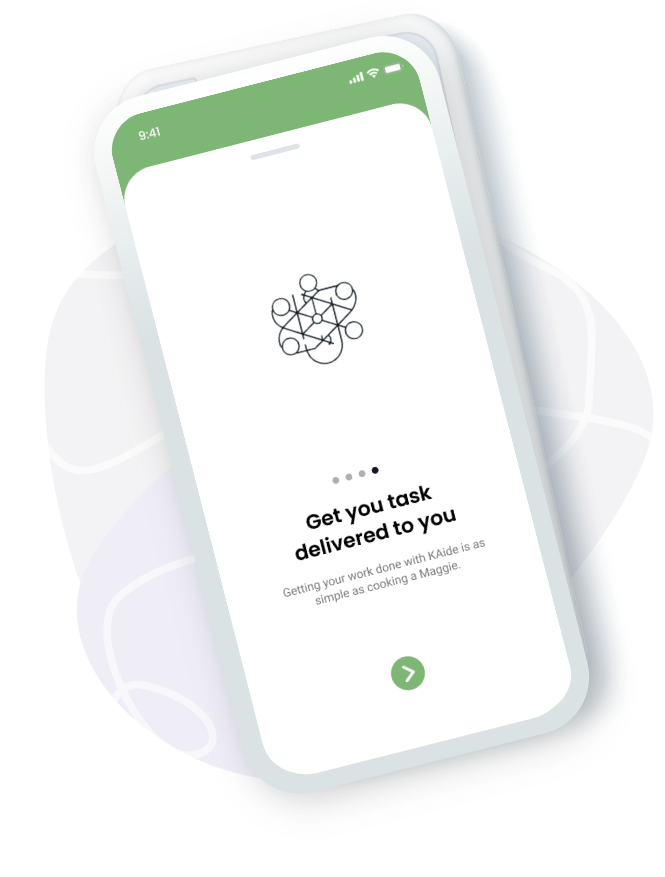 9:41
Get you task
delivered to you
Getting your work done with KAide is as
simple as cooking a Maggie.